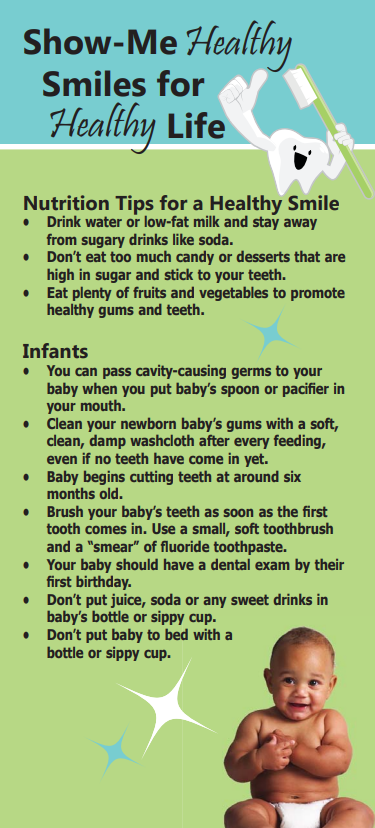 Show-Me Healthy
Smiles for
Healthy Life
Nutrition Tips for a Healthy Smile
• Drink water or low-fat milk and stay away
from sugary drinks like soda.
• Don’t eat too much candy or desserts that are
high in sugar and stick to your teeth.
• Eat plenty of fruits and vegetables to promote
healthy gums and teeth.
Infants
• You can pass cavity-causing germs to your
baby when you put baby’s spoon or pacifier in
your mouth.
• Clean your newborn baby’s gums with a soft,
clean, damp washcloth after every feeding,
even if no teeth have come in yet.
• Baby begins cutting teeth at around six
months old.
• Brush your baby’s teeth as soon as the first
tooth comes in. Use a small, soft toothbrush
and a “smear” of fluoride toothpaste.
• Your baby should have a dental exam by their
first birthday.
• Don’t put juice, soda or any sweet drinks in
baby’s bottle or sippy cup.
• Don’t put baby to bed with a
bottle or sippy cup.